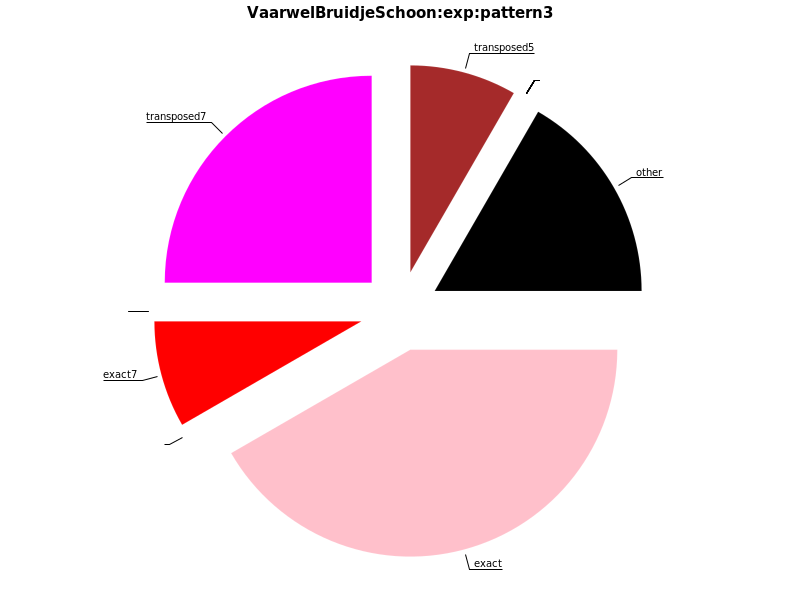 VaarwelBruidjeSchoon:exp:pattern3
transposed5
transposed7
other
exact7
exact